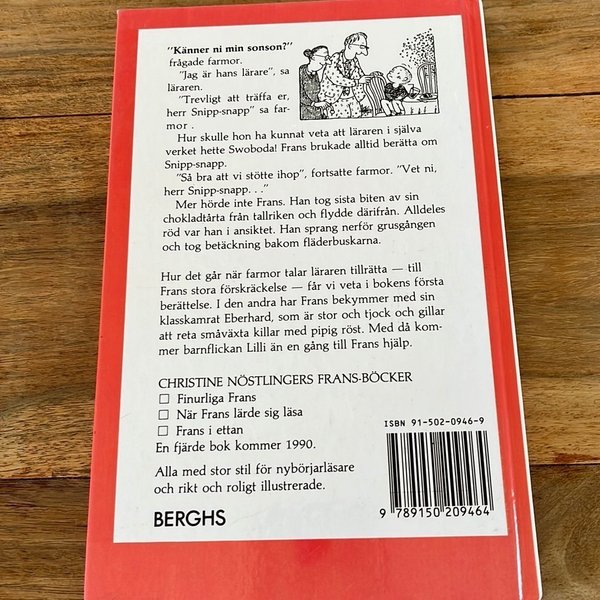 "Känner ni min sonson?"
frågade farmor.
"Jag är hans lärare", sa
läraren.
"Trevligt att träffa er,
herr Snipp-snapp" sa far-
mor .
Hur skulle hon ha kunnat veta att läraren i själva
verket hette Swoboda! Frans brukade alltid berätta om
Snipp-snapp.
"Så bra att vi stötte ihop", fortsatte farmor. "Vet ni,
herr Snipp-snapp. . ."
Mer hörde inte Frans. Han tog sista biten av sin
chokladtårta från tallriken och flydde därifrån. Alldeles
röd var han i ansiktet. Han sprang nerför grusgången
och tog betäckning bakom fläderbuskarna.
Hur det går när farmor talar läraren tillrätta — till
Frans stora förskräckelse — får vi veta i bokens första
berättelse. I den andra har Frans bekymmer med sin
klasskamrat Eberhard, som är stor och tjock och gillar
att reta småväxta killar med pipig röst. Men då kom-
mer barnflickan Lilli än en gång till Frans hjälp.
CHRISTINE NÖSTLINGERS FRANS-BÖCKER
☐ Finurliga Frans
☐ När Frans lärde sig läsa
☐ Frans i ettan
En fjärde bok kommer 1990.
Alla med stor stil för nybörjarläsare
och rikt och roligt illustrerade.
BERGHS
ISBN 91-502-0946-9
9 789150 209464